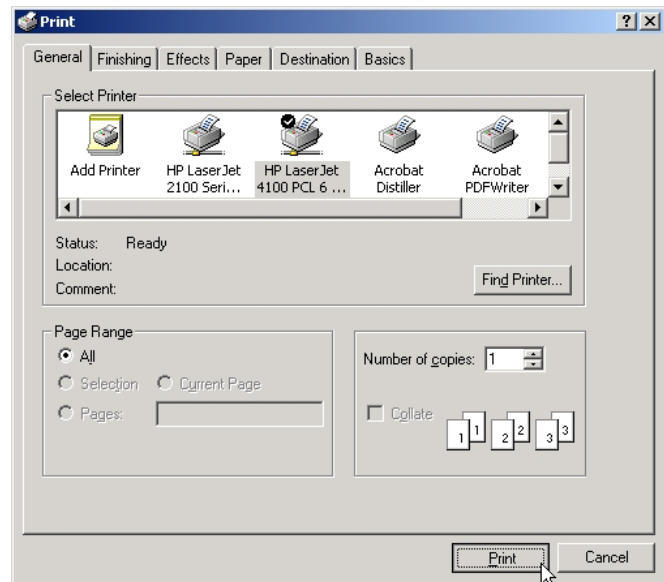 Print
General Finishing Effects Paper Destination Basics
Select Printer
Add Printer
HP LaserJet
2100 Seri...
HP LaserJet
4100 PCL 6 ...
Acrobat
Distiller
Acrobat
PDFWriter
Status: Ready
Location:
Comment:
Find Printer...
Page Range
All
Selection Current Page
Pages:
Number of copies: 1
Collate
1 1 2 2 3 3
Print Cancel